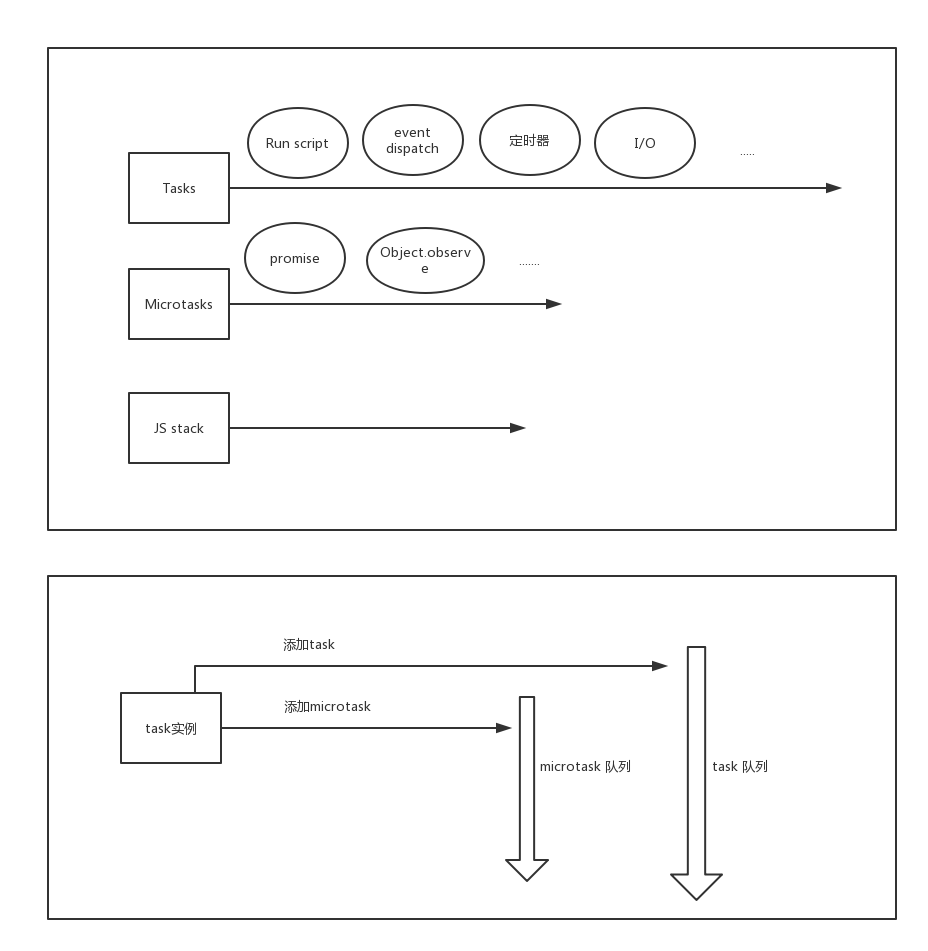 Run script
event
dispatch
定时器
I/O
.....
Tasks
promise
Object.observ
e
.......
Microtasks
JS stack
添加task
添加microtask
task实例
microtask 队列
task 队列